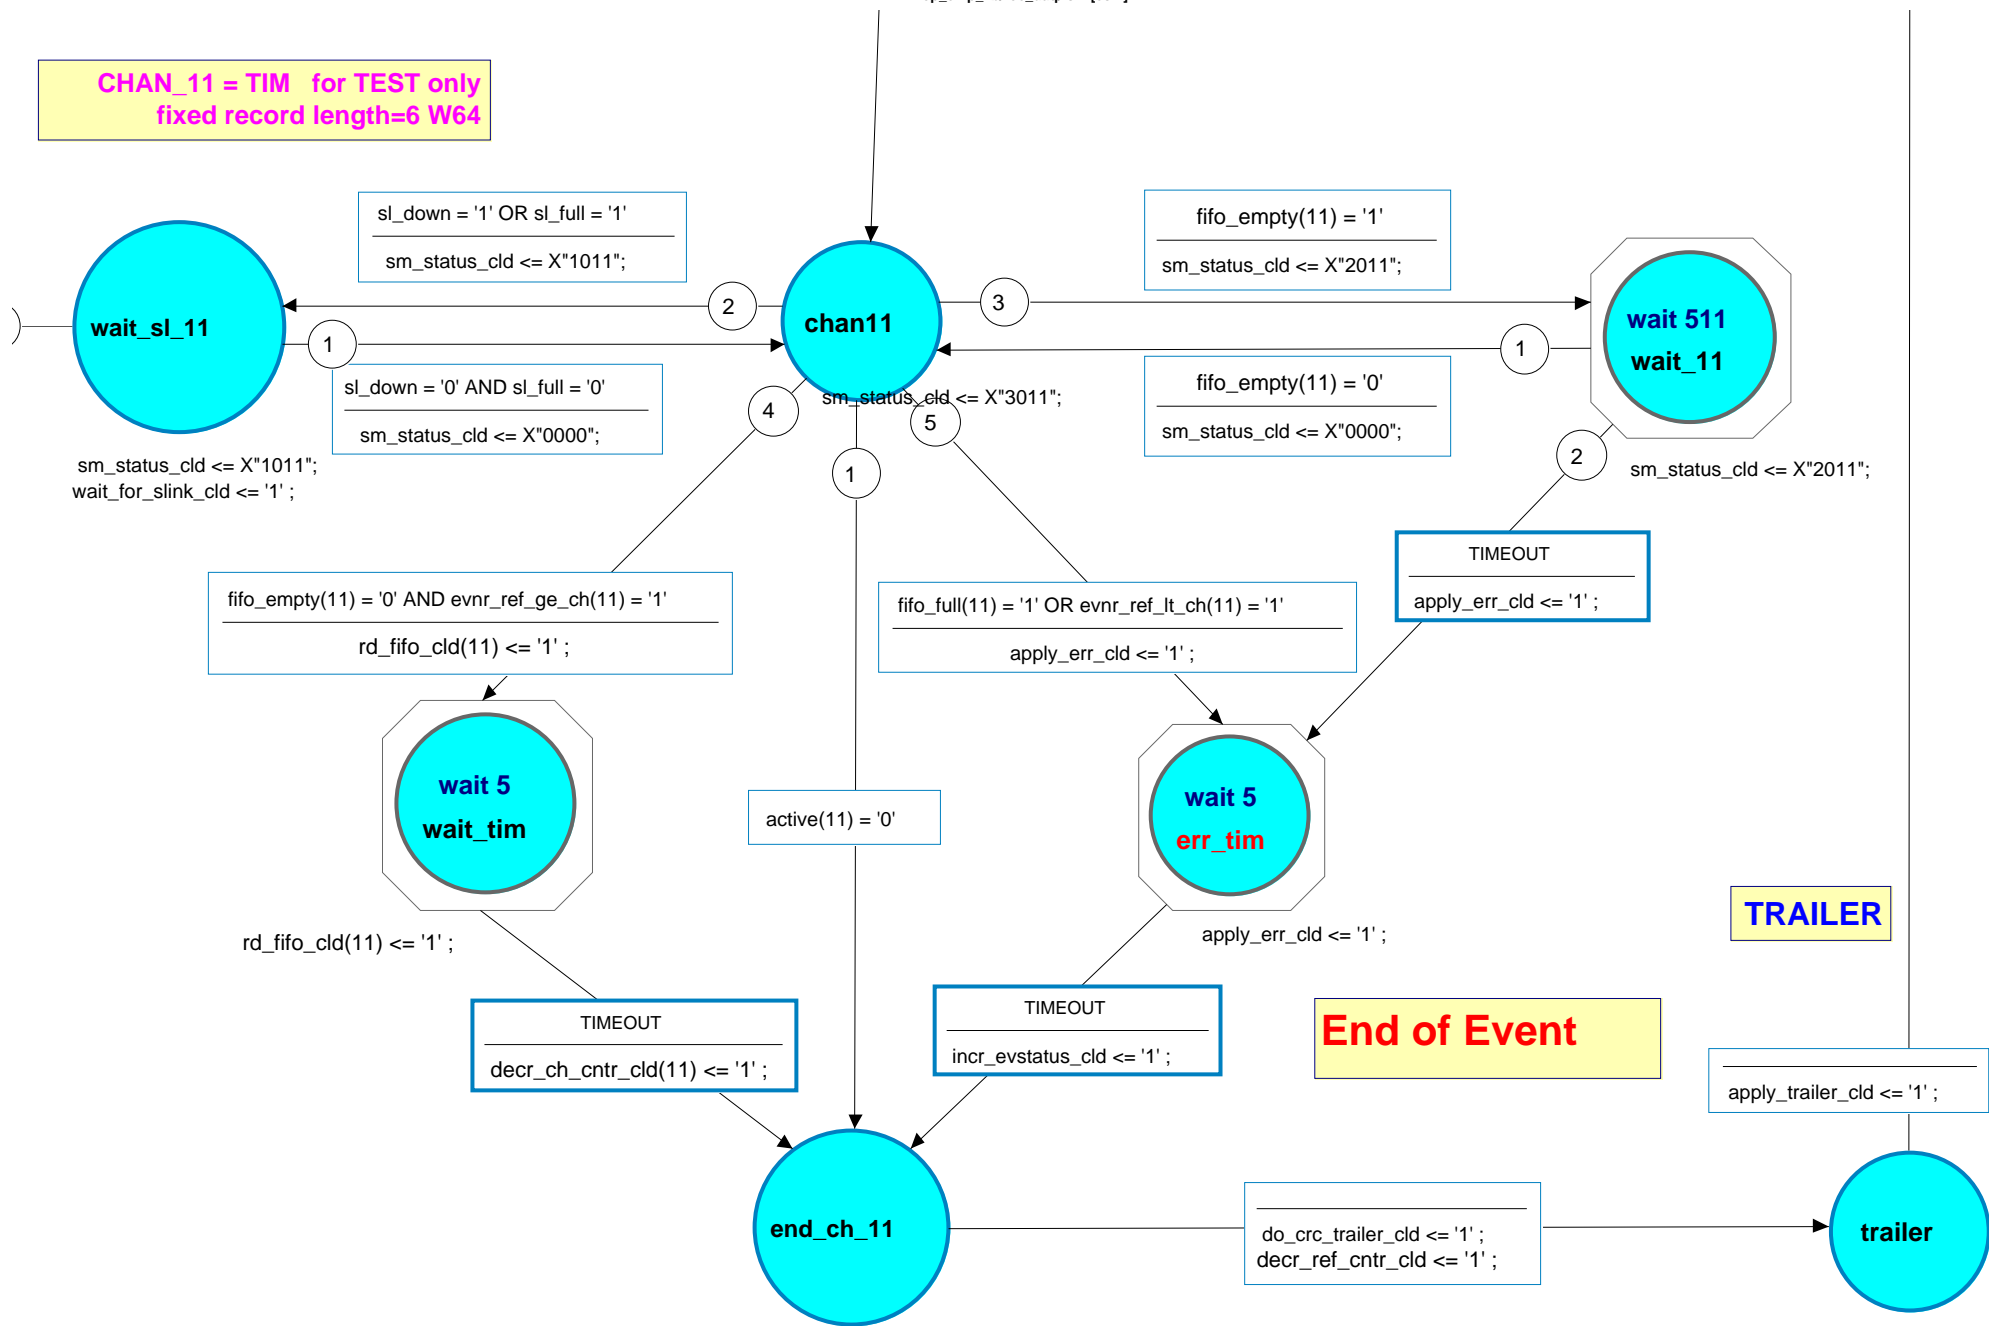 CHAN_11 = TIM for TEST only
fixed record length=6 W64
sl_down = '1' OR sl_full = '1'
sm_status_cld <= X"1011";
fifo_empty(11) = '1'
sm_status_cld <= X"2011";
wait_sl_11
2
chan11
3
wait 511
wait_11
1
1
sl_down = '0' AND sl_full = '0'
sm_status_cld <= X"0000";
fifo_empty(11) = '0'
sm_status_cld <= X"0000";
sm_status_cld <= X"3011";
4
5
1
2
sm_status_cld <= X"1011";
wait_for_slink_cld <= '1' ;
sm_status_cld <= X"2011";
TIMEOUT
apply_err_cld <= '1' ;
fifo_empty(11) = '0' AND evnr_ref_ge_ch(11) = '1'
rd_fifo_cld(11) <= '1' ;
fifo_full(11) = '1' OR evnr_ref_lt_ch(11) = '1'
apply_err_cld <= '1' ;
wait 5
wait_tim
active(11) = '0'
wait 5
err_tim
rd_fifo_cld(11) <= '1' ;
apply_err_cld <= '1' ;
TRAILER
TIMEOUT
decr_ch_cntr_cld(11) <= '1' ;
TIMEOUT
incr_evstatus_cld <= '1' ;
End of Event
apply_trailer_cld <= '1' ;
end_ch_11
do_crc_trailer_cld <= '1' ;
decr_ref_cntr_cld <= '1' ;
trailer